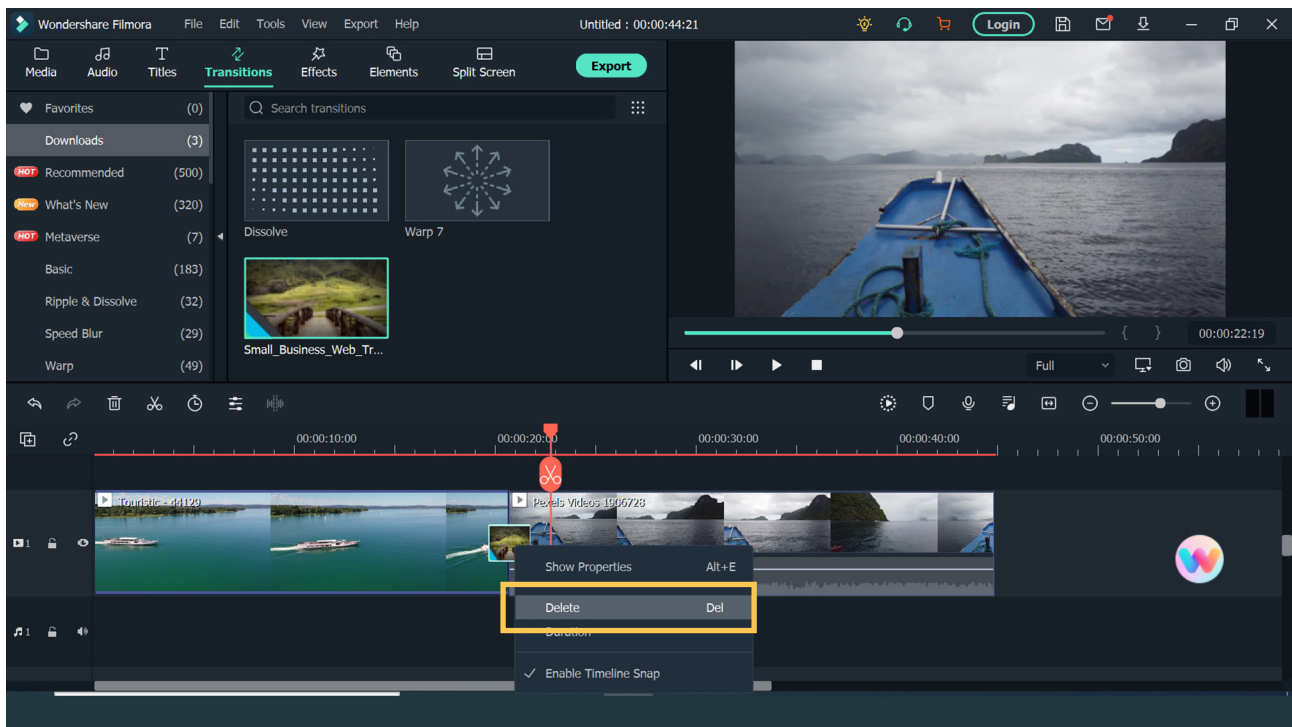 Wondershare Filmora File Edit Tools View Export Help Untitled : 00:00:44:21 Login
Media Audio Titles Transitions Effects Elements Split Screen Export
Favorites (0)
Search transitions
Downloads (3)
HOT Recommended (500)
New What's New (320)
HOT Metaverse (7)
Dissolve Warp 7
Basic (183)
Ripple & Dissolve (32)
Speed Blur (29)
Small_Business_Web_Tr...
Warp (49)
{ } 00:00:22:19
Full
00:00:10:00 00:00:20:00 00:00:30:00 00:00:40:00 00:00:50:00
Touristic - 44129 Pexels Videos 1906728
1
Show Properties Alt+E
Delete Del
Duration
1
Enable Timeline Snap